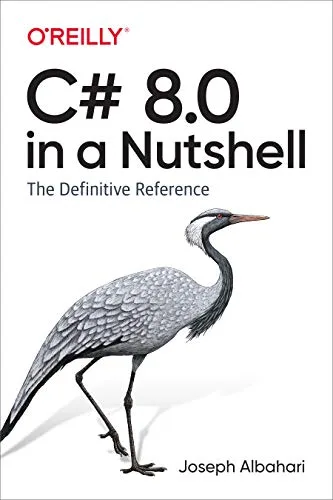 O'REILLY®
C# 8.0
in a Nutshell
The Definitive Reference
Joseph Albahari